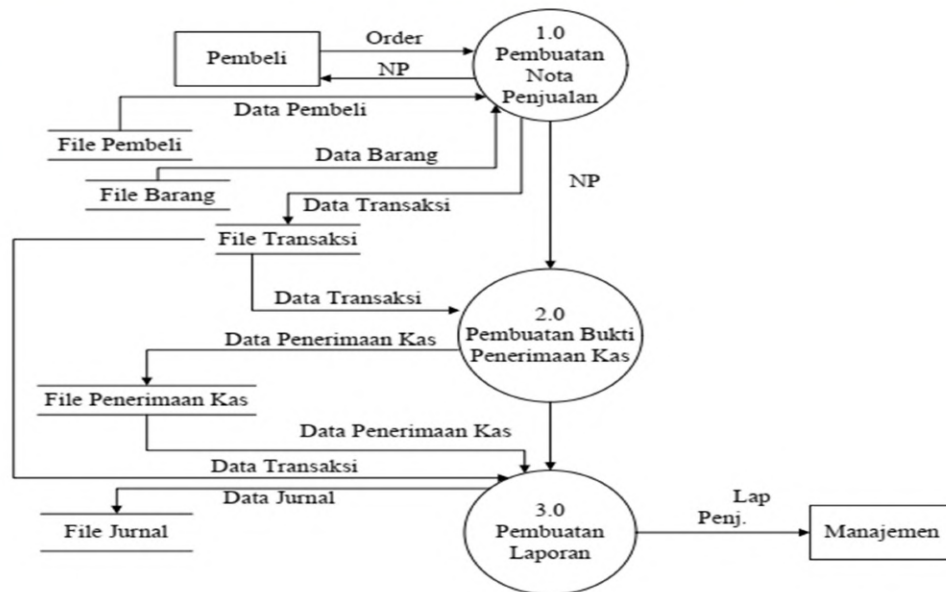 Pembeli
Order
NP
1.0
Pembuatan
Nota
Penjualan
Data Pembeli
File Pembeli
Data Barang
File Barang
NP
Data Transaksi
File Transaksi
Data Transaksi
2.0
Pembuatan Bukti
Penerimaan Kas
Data Penerimaan Kas
File Penerimaan Kas
Data Penerimaan Kas
Data Transaksi
Data Jurnal
File Jurnal
3.0
Pembuatan
Laporan
Lap
Penj.
Manajemen